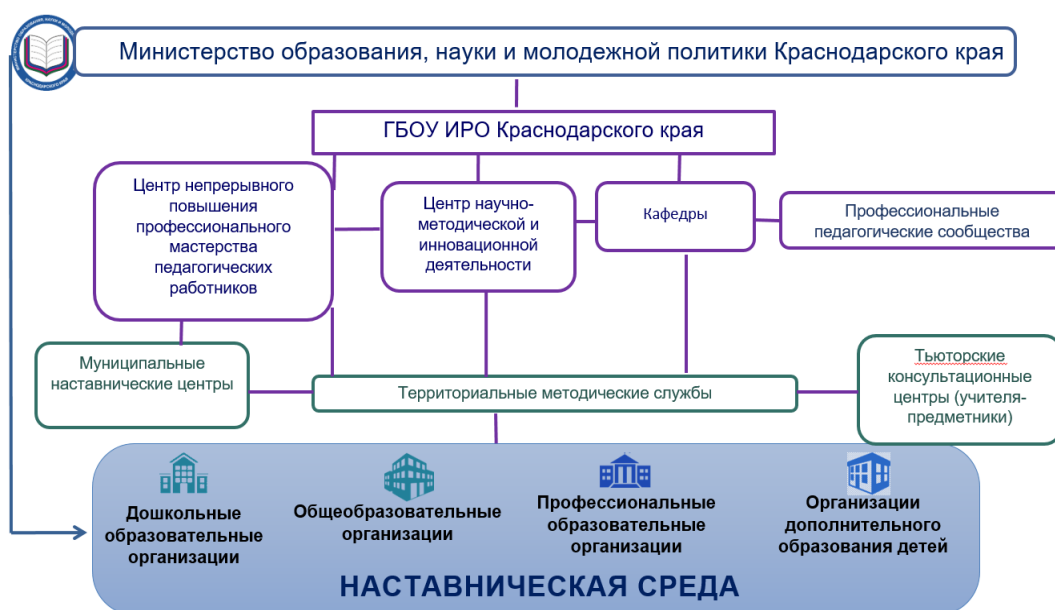 Министерство образования, науки и молодежной политики Краснодарского края
ГБОУ ИРО Краснодарского края
Центр непрерывного
повышения
профессионального
мастерства
педагогических
работников
Центр научно-
методической и
инновационной
деятельности
Кафедры
Профессиональные
педагогические сообщества
Муниципальные
наставнические центры
Территориальные методические службы
Тьюторские
консультационные
центры (учителя-
предметники)
Дошкольные
образовательные
организации
Общеобразовательные
организации
Профессиональные
образовательные
организации
Организации
дополнительного
образования детей
НАСТАВНИЧЕСКАЯ СРЕДА